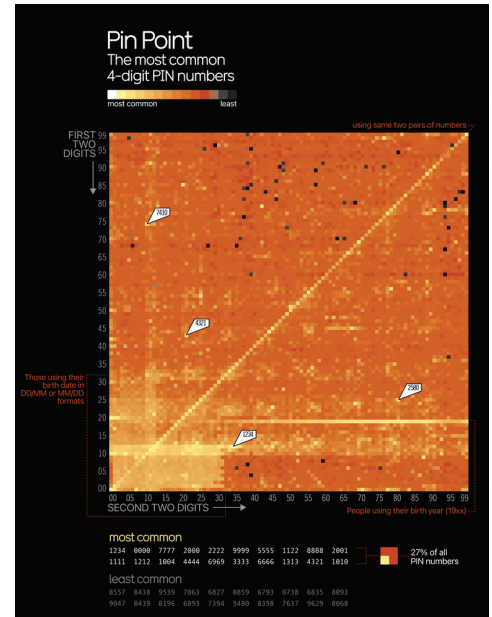 Pin Point
The most common
4-digit PIN numbers
most common least
using same two pairs of numbers
FIRST
TWO
DIGITS
99
95
90
85
80
75
70
65
60
55
50
45
40
35
30
25
20
15
10
05
00
7410
4321
2580
1234
Those using their
birth date in
DD/MM or MM/DD
formats
00 05 10 15 20 25 30 35 40 45 50 55 60 65 70 75 80 85 90 95 99
SECOND TWO DIGITS
People using their birth year (19xx)
most common
1234 0000 7777 2000 2222 9999 5555 1122 8888 2001
1111 1212 1004 4444 6969 3333 6666 1313 4321 1010
27% of all
PIN numbers
least common
8557 8438 9539 7063 6827 0859 6793 0738 6835 8093
9047 0439 8196 6093 7394 9480 8398 7637 9629 8068